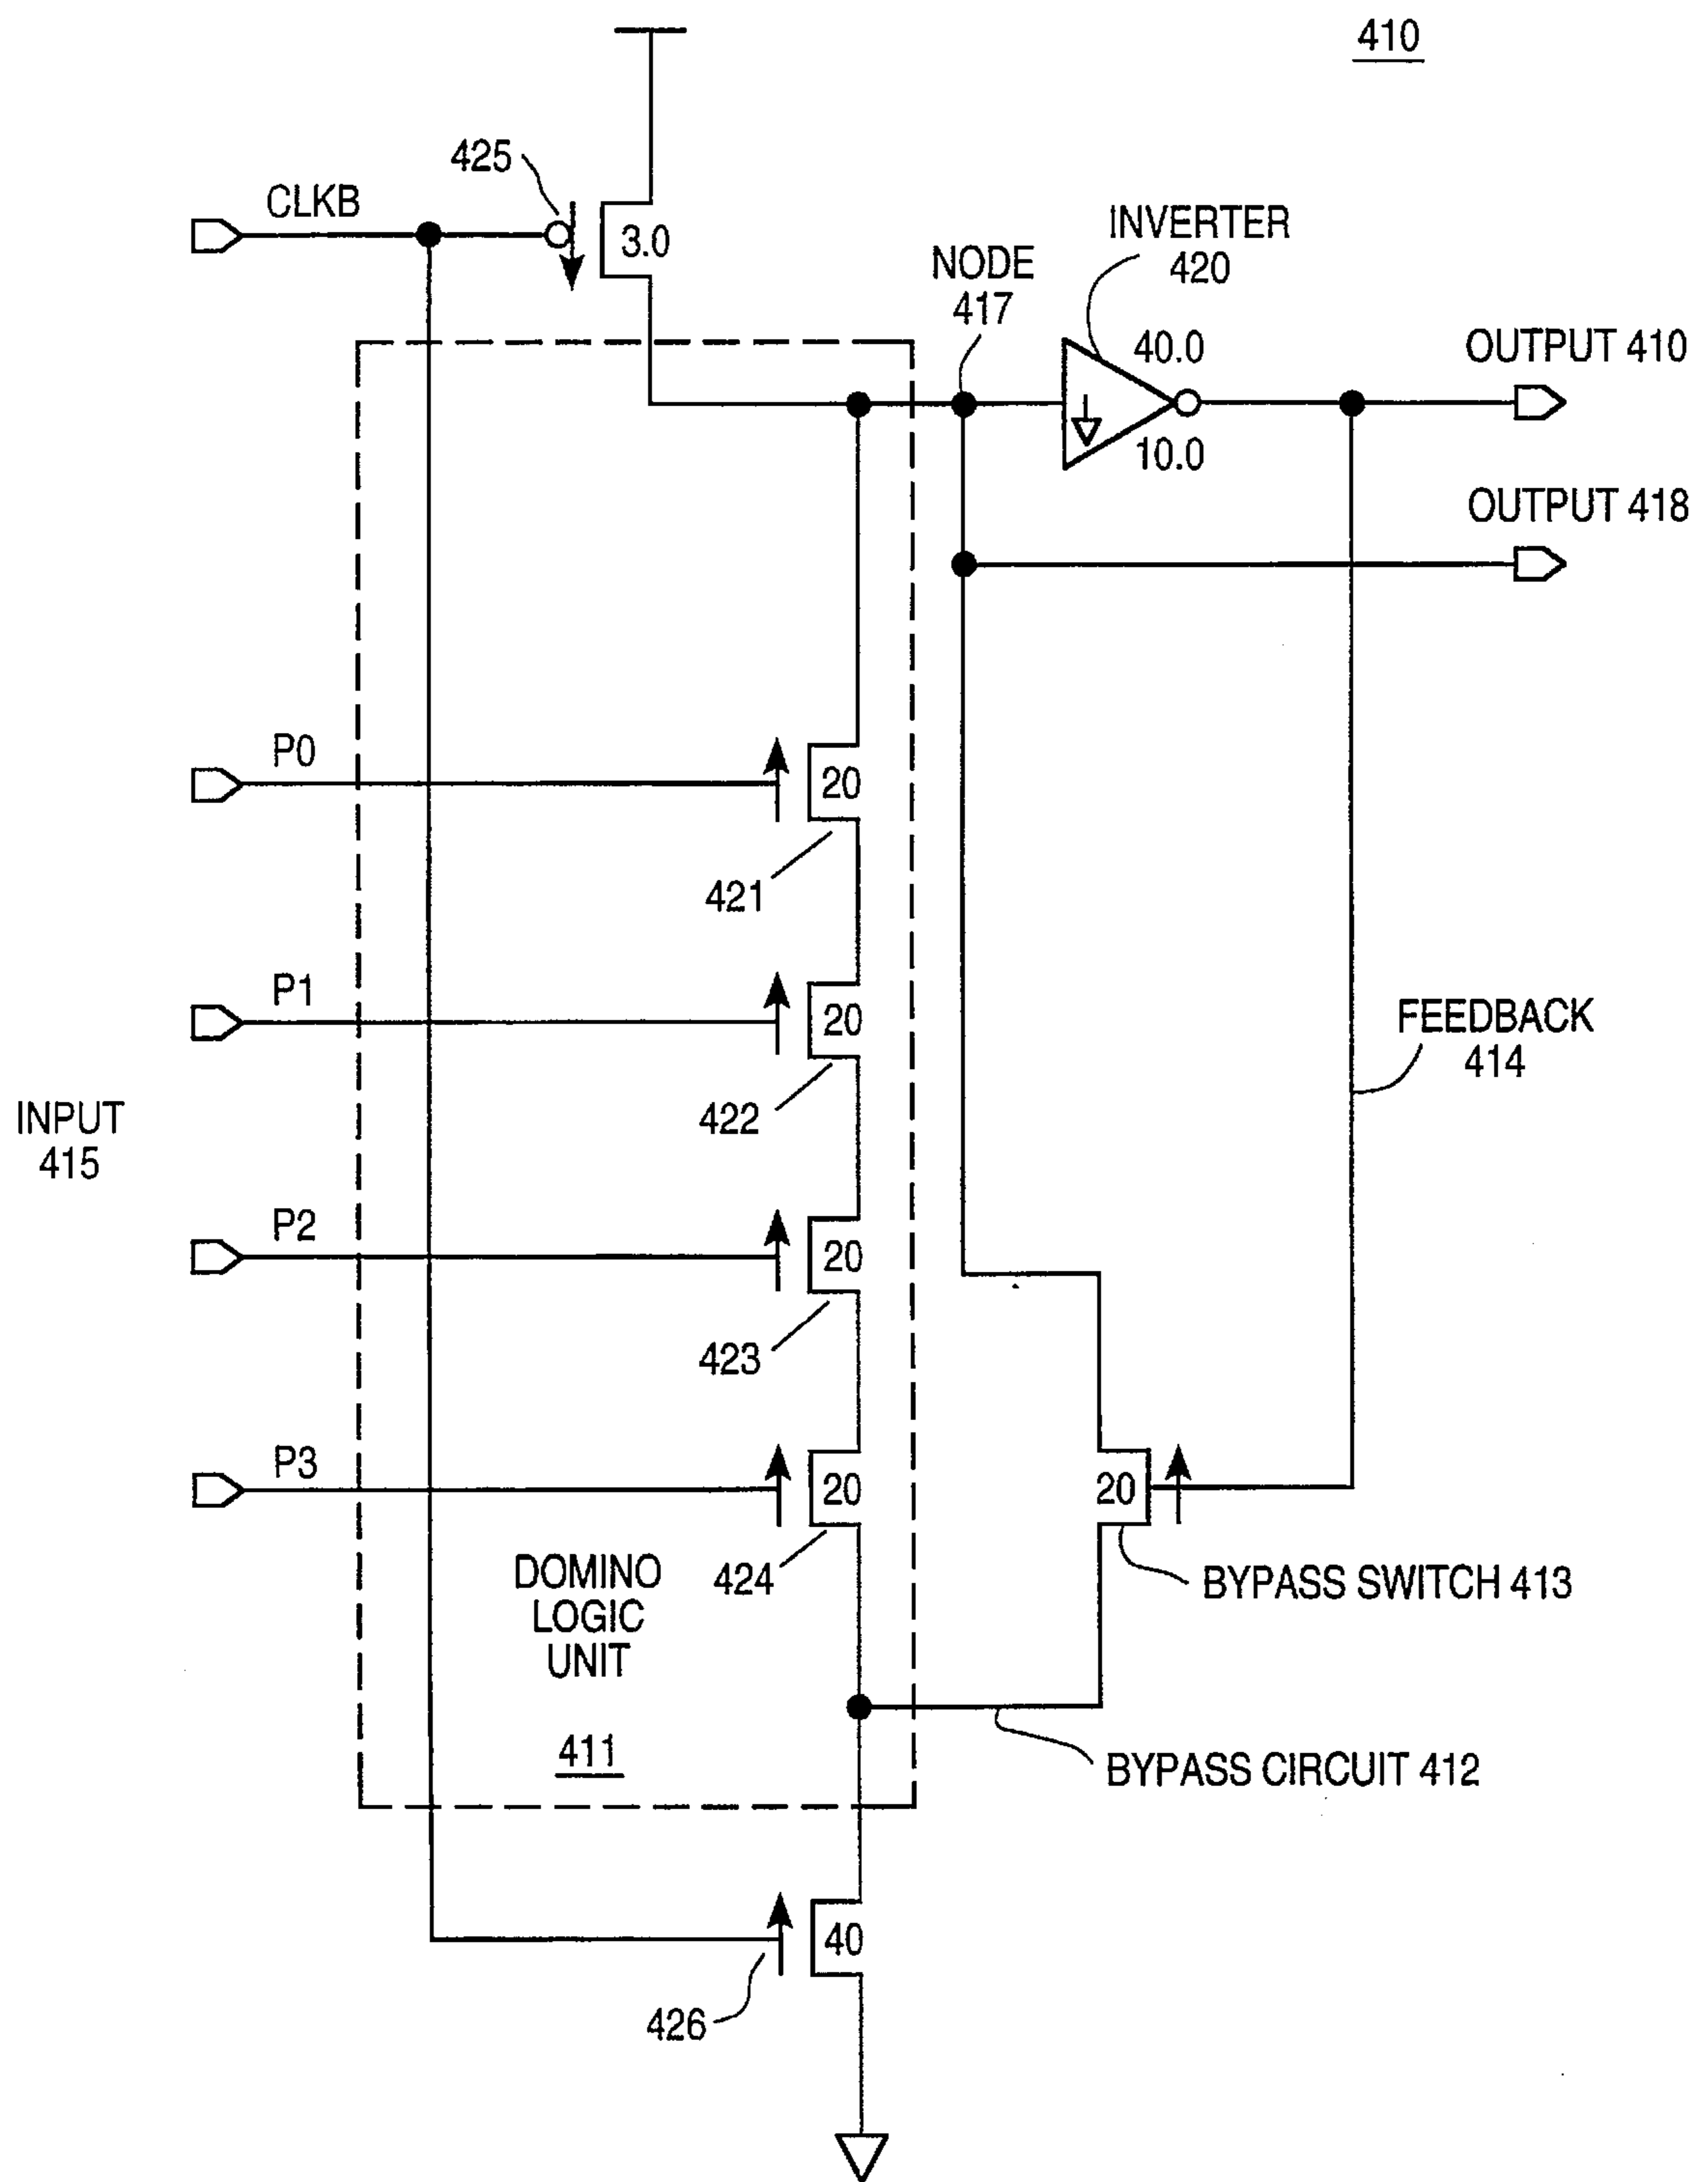 410
425
CLKB
3.0
INVERTER
420
NODE
417
40.0
10.0
OUTPUT 410
OUTPUT 418
P0
20
421
P1
20
422
FEEDBACK
414
INPUT
415
P2
20
423
P3
20
424
20
BYPASS SWITCH 413
DOMINO
LOGIC
UNIT
411
BYPASS CIRCUIT 412
40
426